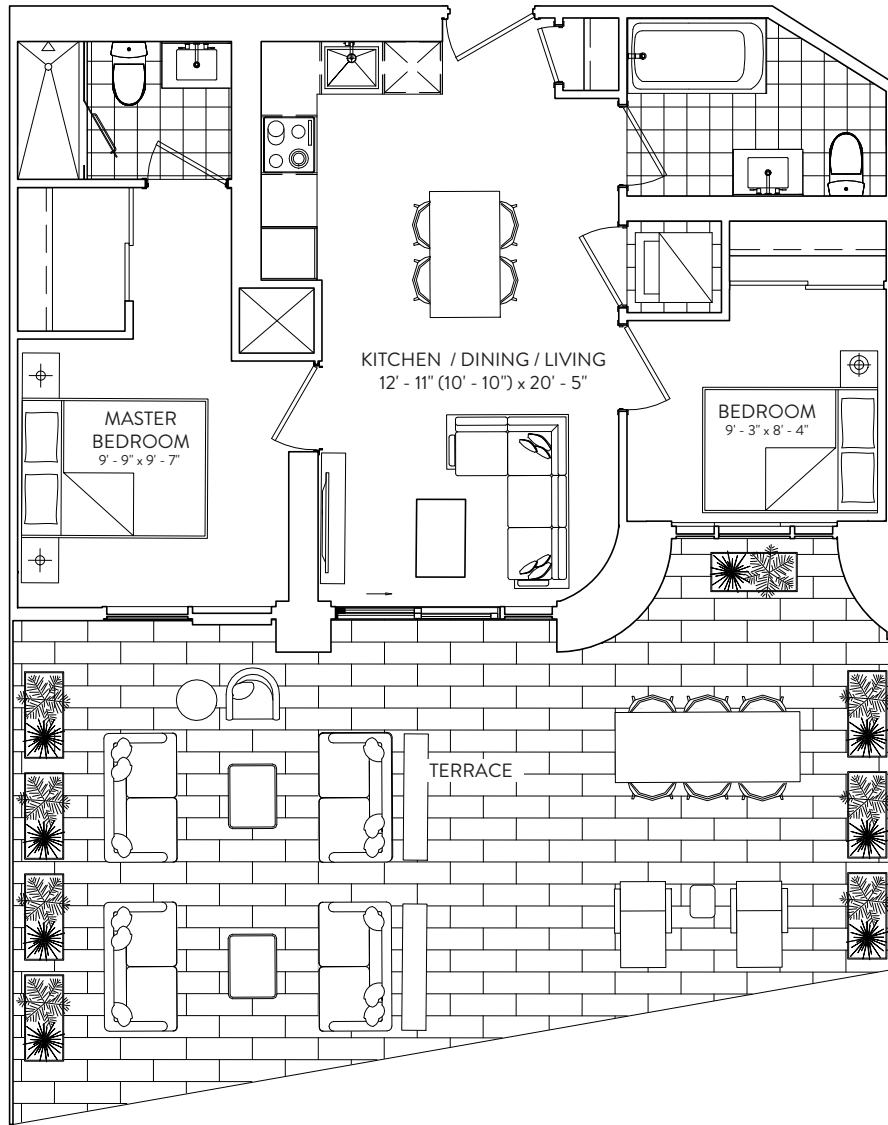 KITCHEN / DINING / LIVING
12' - 11" (10' - 10") x 20' - 5"
MASTER
BEDROOM
9' - 9" x 9' - 7"
BEDROOM
9' - 3" x 8' - 4"
TERRACE